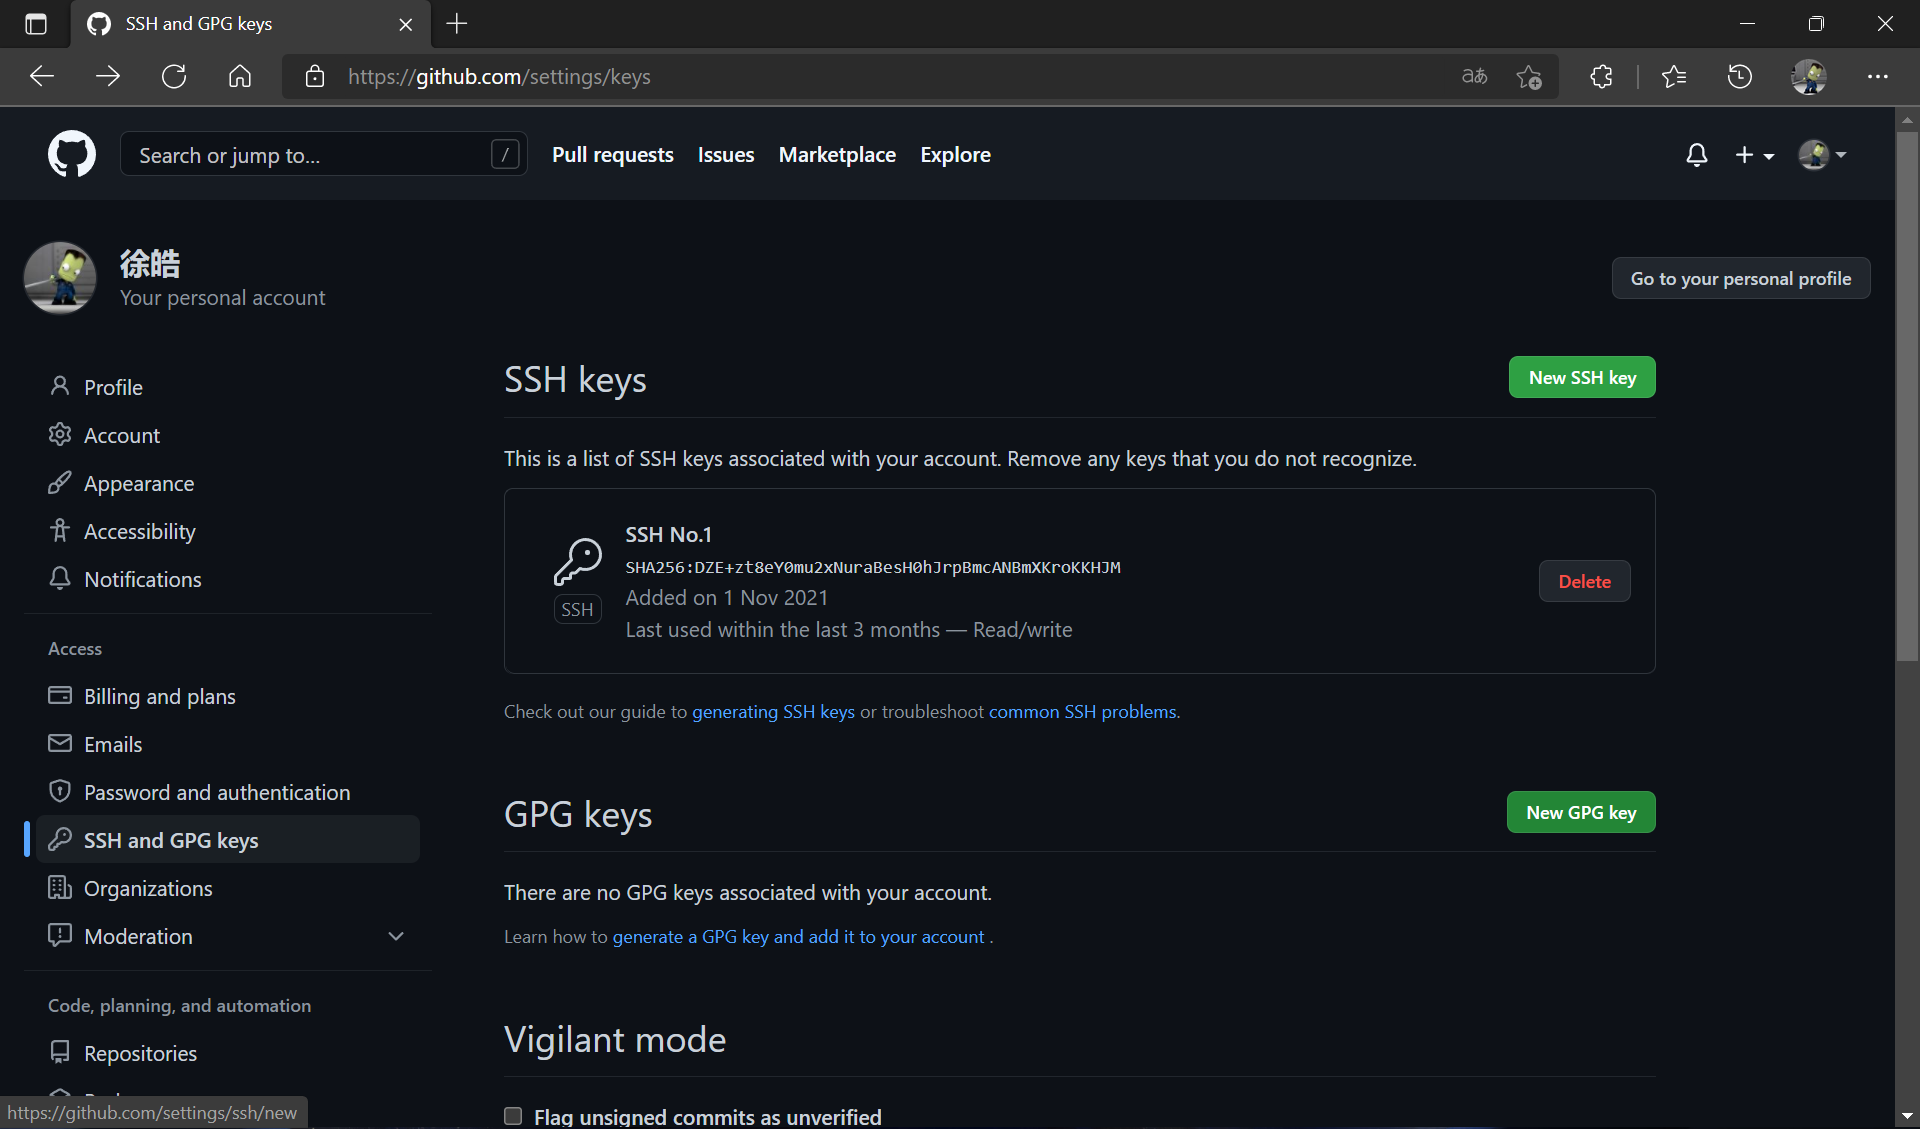 SSH and GPG keys
https://github.com/settings/keys
aあ
Search or jump to...
/
Pull requests
Issues
Marketplace
Explore
徐皓
Your personal account
Go to your personal profile
Profile
Account
Appearance
Accessibility
Notifications
Access
Billing and plans
Emails
Password and authentication
SSH and GPG keys
Organizations
Moderation
Code, planning, and automation
Repositories
https://github.com/settings/ssh/new
SSH keys
New SSH key
This is a list of SSH keys associated with your account. Remove any keys that you do not recognize.
SSH No.1
SHA256:DZE+zt8eY0mu2xNuraBesH0hJrpBmcANBmXKroKKHJM
SSH
Added on 1 Nov 2021
Last used within the last 3 months — Read/write
Delete
Check out our guide to generating SSH keys or troubleshoot common SSH problems.
GPG keys
New GPG key
There are no GPG keys associated with your account.
Learn how to generate a GPG key and add it to your account .
Vigilant mode
Flag unsigned commits as unverified